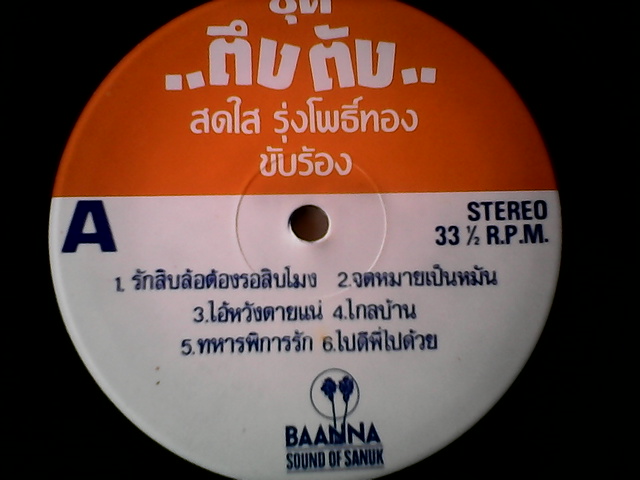 ชุด
..ตึง ตัง..
สดใส รุ่งโพธิ์ทอง
ขับร้อง
A
STEREO
33 ½ R.P.M.
1. รักสิบล้อต้องรอสิบโมง 2.จดหมายเป็นหมัน
3.ไอ้หวังตายแน่ 4.ไกลบ้าน
5.ทหารพิการรัก 6.ไปดีพี่ไปด้วย
BAANNA
SOUND OF SANUK